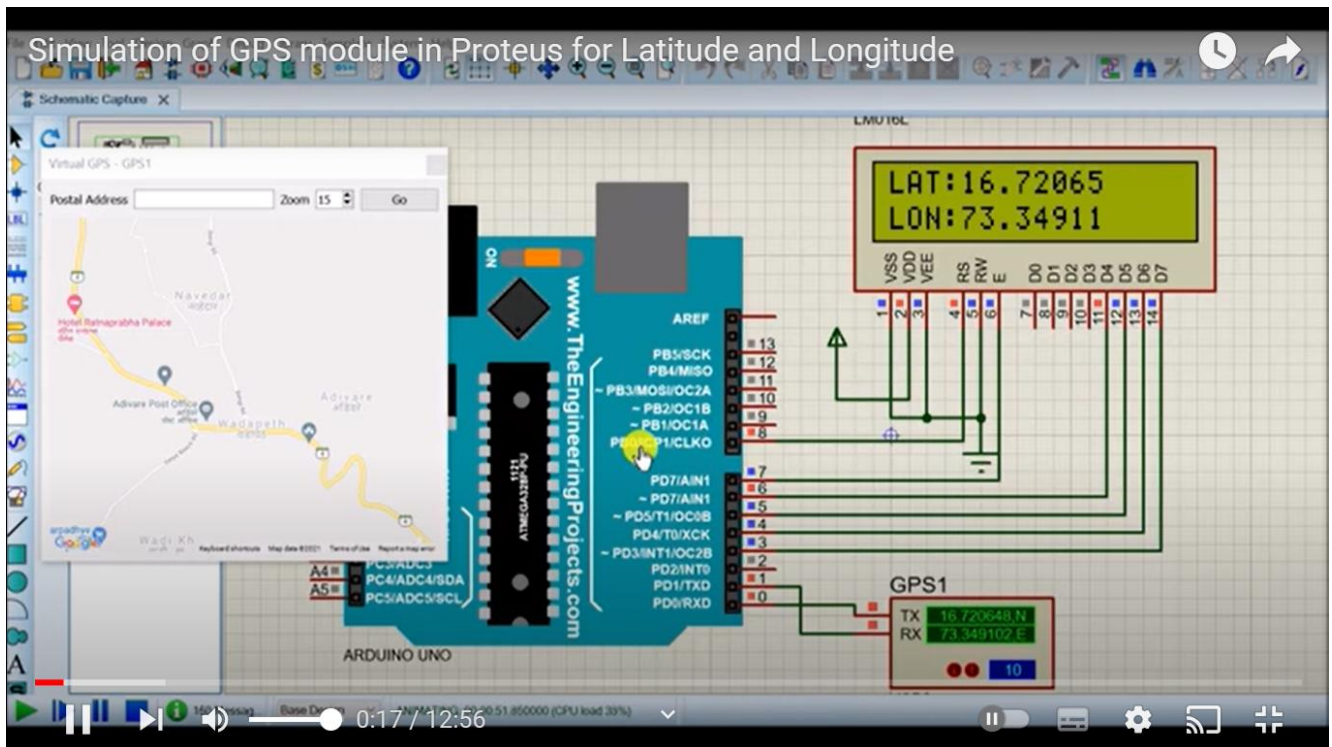 Simulation of GPS module in Proteus for Latitude and Longitude
Schematic Capture
Virtual GPS - GPS1
Postal Address
Zoom 15
Go
Navedar
Hotel Ratnaprabha Palace
Adivare Post Office
Adivare
Wadapeth
Google
Keyboard shortcuts Map data ©2021 Terms of Use Report a map error
LM016L
LAT:16.72065
LON:73.34911
VSS VDD VEE RS RW E D0 D1 D2 D3 D4 D5 D6 D7
1 2 3 4 5 6 7 8 9 10 11 12 13 14
ON
www.TheEngineeringProjects.com
1121
ATMEGA328P-PU
AREF
PB5/SCK 13
PB4/MISO 12
~ PB3/MOSI/OC2A 11
~ PB2/OC1B 10
~ PB1/OC1A 9
8
PD7/AIN1 7
~ PD7/AIN1 6
~ PD5/T1/OC0B 5
PD4/T0/XCK 4
~ PD3/INT1/OC2B 3
PD2/INT0 2
PD1/TXD 1
PD0/RXD 0
PC3/ADC3
A4 PC4/ADC4/SDA
A5 PC5/ADC5/SCL
ARDUINO UNO
GPS1
TX 16.720648,N
RX 73.349102,E
10
0:17 / 12:56